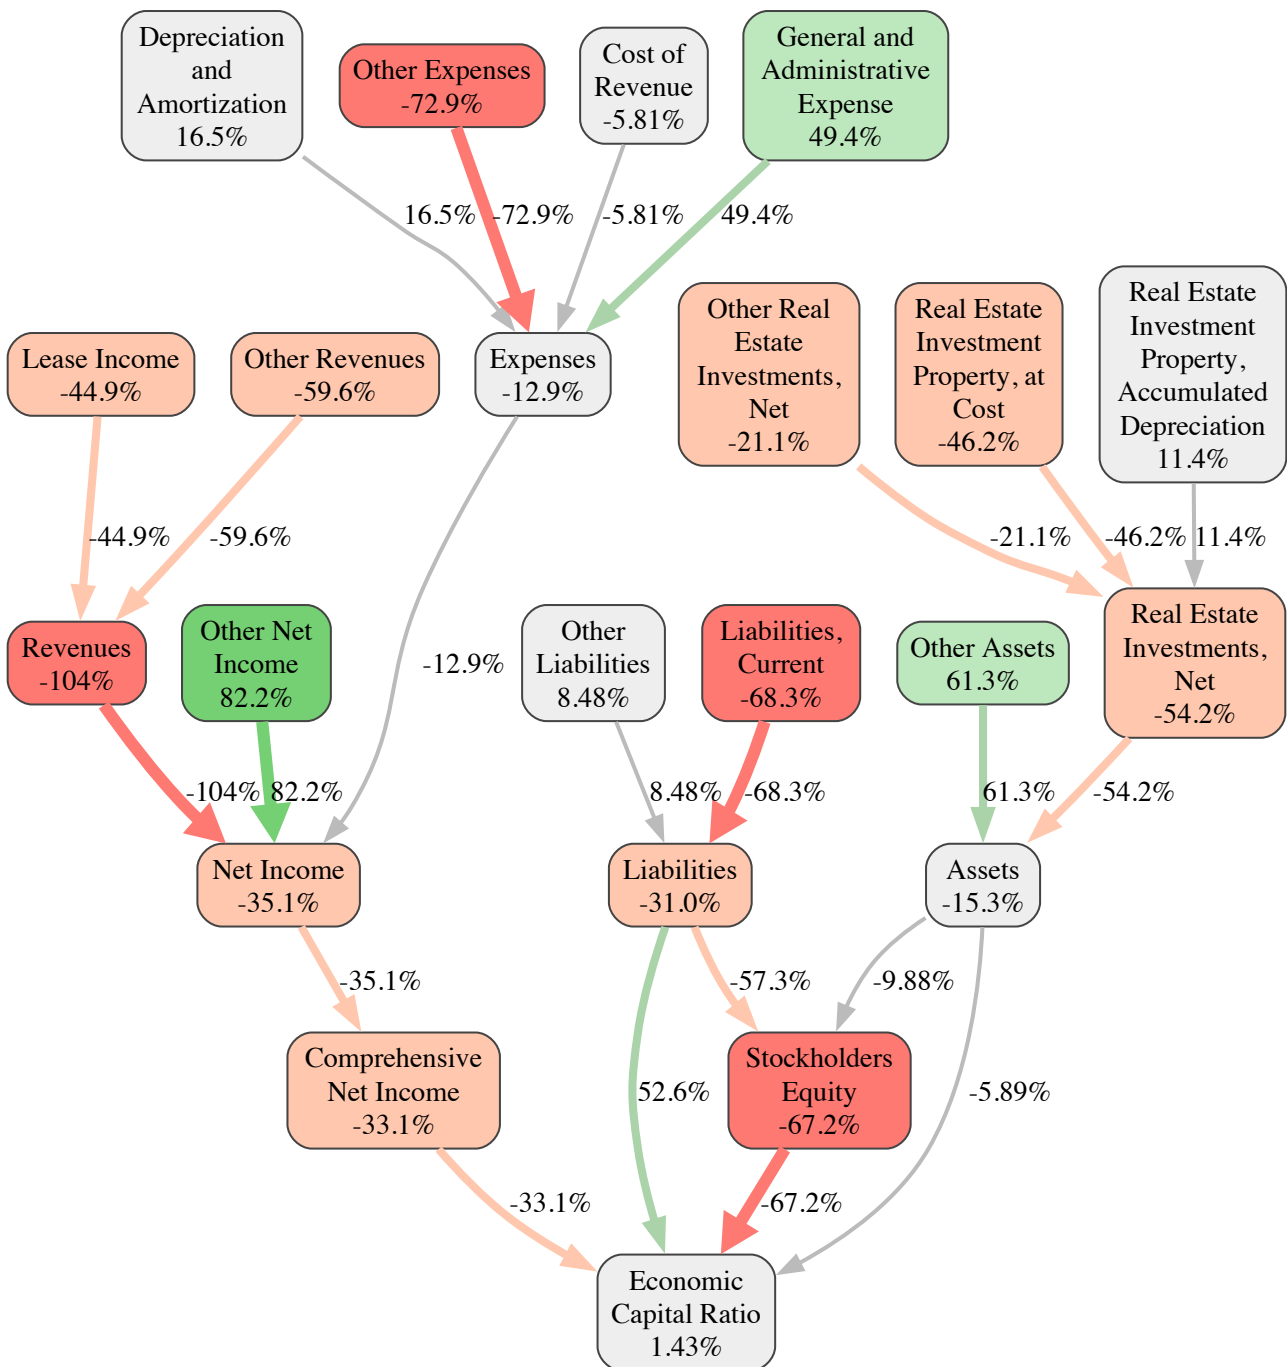 Depreciation
and
Amortization
16.5%
Other Expenses
-72.9%
Cost of
Revenue
-5.81%
General and
Administrative
Expense
49.4%
16.5%
-72.9%
-5.81%
49.4%
Lease Income
-44.9%
Other Revenues
-59.6%
Expenses
-12.9%
Other Real
Estate
Investments,
Net
-21.1%
Real Estate
Investment
Property, at
Cost
-46.2%
Real Estate
Investment
Property,
Accumulated
Depreciation
11.4%
-44.9%
-59.6%
-21.1%
-46.2%
11.4%
Revenues
-104%
Other Net
Income
82.2%
-12.9%
Other
Liabilities
8.48%
Liabilities,
Current
-68.3%
Other Assets
61.3%
Real Estate
Investments,
Net
-54.2%
-104%
82.2%
8.48%
-68.3%
61.3%
-54.2%
Net Income
-35.1%
Liabilities
-31.0%
Assets
-15.3%
-35.1%
-57.3%
-9.88%
Comprehensive
Net Income
-33.1%
52.6%
Stockholders
Equity
-67.2%
-5.89%
-33.1%
-67.2%
Economic
Capital Ratio
1.43%